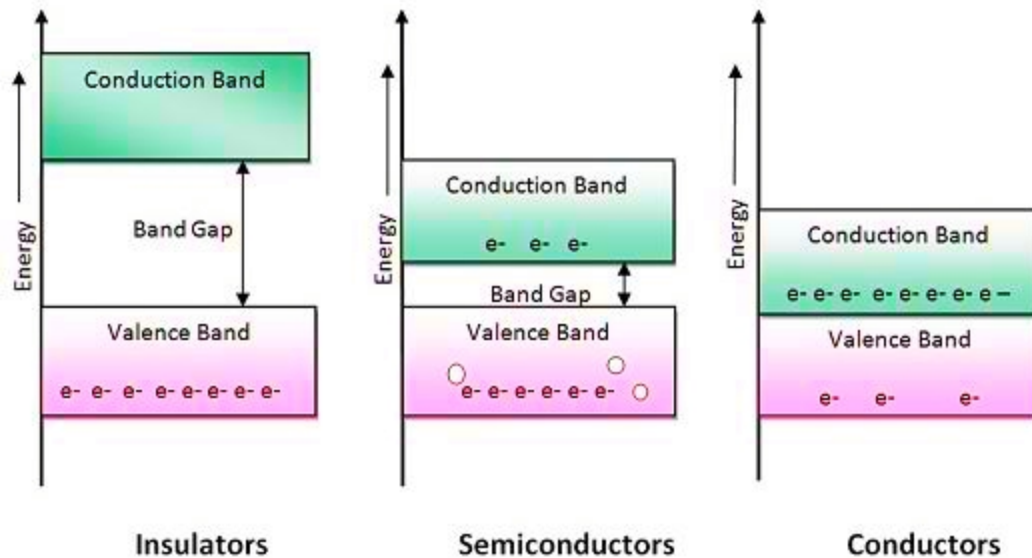 Energy
Conduction Band
Band Gap
Valence Band
e- e- e- e- e- e- e- e-
Insulators
Energy
Conduction Band
e- e- e-
Band Gap
Valence Band
e- e- e- e- e- e-
Semiconductors
Energy
Conduction Band
e- e- e- e- e- e- e- e –
Valence Band
e- e- e-
Conductors